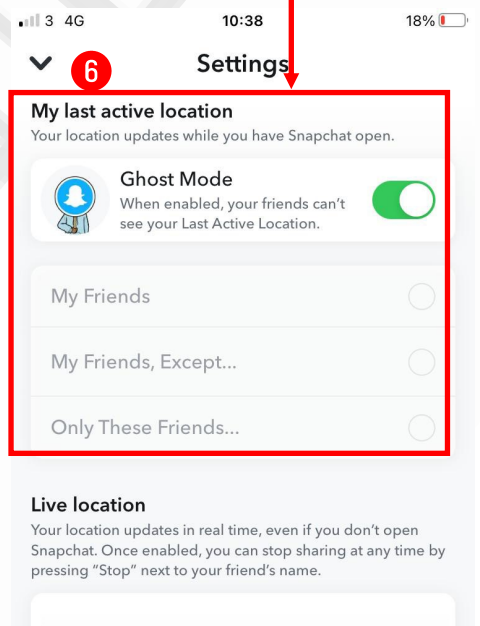 3 4G 10:38 18%
6
Settings
My last active location
Your location updates while you have Snapchat open.
Ghost Mode
When enabled, your friends can't
see your Last Active Location.
My Friends
My Friends, Except...
Only These Friends...
Live location
Your location updates in real time, even if you don't open
Snapchat. Once enabled, you can stop sharing at any time by
pressing "Stop" next to your friend's name.